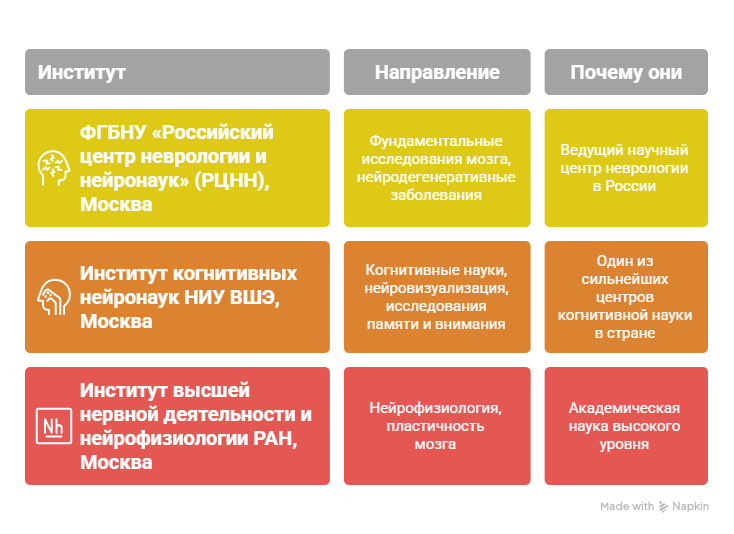 Институт
Направление
Почему они
ФГБНУ «Российский
центр неврологии и
нейронаук» (РЦНН),
Москва
Фундаментальные
исследования мозга,
нейродегенеративные
заболевания
Ведущий научный
центр неврологии
в России
Институт когнитивных
нейронаук НИУ ВШЭ,
Москва
Когнитивные науки,
нейровизуализация,
исследования
памяти и внимания
Один из
сильнейших
центров
когнитивной науки
в стране
Nh
Институт высшей
нервной деятельности и
нейрофизиологии РАН,
Москва
Нейрофизиология,
пластичность
мозга
Академическая
наука высокого
уровня
Made with Napkin